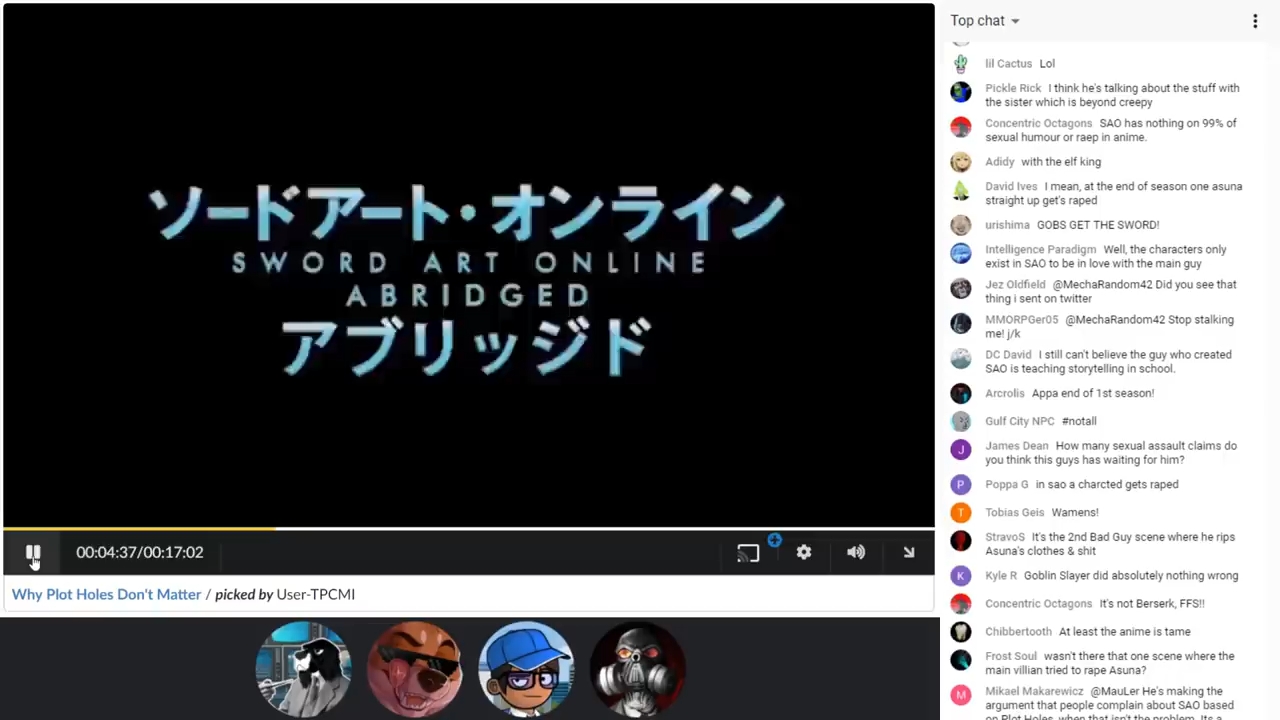 ソードアート・オンライン
SWORD ART ONLINE
ABRIDGED
アブリッジド
00:04:37/00:17:02
Why Plot Holes Don't Matter / picked by User-TPCMI
Top chat
lil Cactus Lol
Pickle Rick I think he's talking about the stuff with
the sister which is beyond creepy
Concentric Octagons SAO has nothing on 99% of
sexual humour or raep in anime.
Adidy with the elf king
David Ives I mean, at the end of season one asuna
straight up get's raped
urishima GOBS GET THE SWORD!
Intelligence Paradigm Well, the characters only
exist in SAO to be in love with the main guy
Jez Oldfield @MechaRandom42 Did you see that
thing i sent on twitter
MMORPGer05 @MechaRandom42 Stop stalking
me! j/k
DC David I still can't believe the guy who created
SAO is teaching storytelling in school.
Arcrolis Appa end of 1st season!
Gulf City NPC #notall
J James Dean How many sexual assault claims do
you think this guys has waiting for him?
P Poppa G in sao a charcted gets raped
T Tobias Geis Wamens!
StravoS It's the 2nd Bad Guy scene where he rips
Asuna's clothes & shit
K Kyle R Goblin Slayer did absolutely nothing wrong
Concentric Octagons It's not Berserk, FFS!!
Chibbertooth At least the anime is tame
Frost Soul wasn't there that one scene where the
main villian tried to rape Asuna?
M Mikael Makarewicz @MauLer He's making the
argument that people complain about SAO based
on Plot Holes, when that isn't the problem. Its a